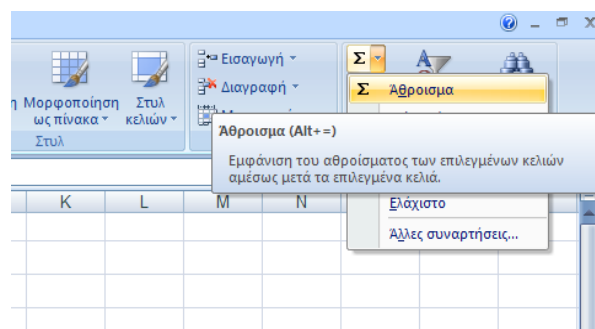 Σ
Εισαγωγή
Διαγραφή
Μορφοποίηση
ως πίνακα
Στυλ
κελιών
Στυλ
Σ Άθροισμα
Άθροισμα (Alt+=)
Εμφάνιση του αθροίσματος των επιλεγμένων κελιών
αμέσως μετά τα επιλεγμένα κελιά.
K L M N
Ελάχιστο
Άλλες συναρτήσεις...